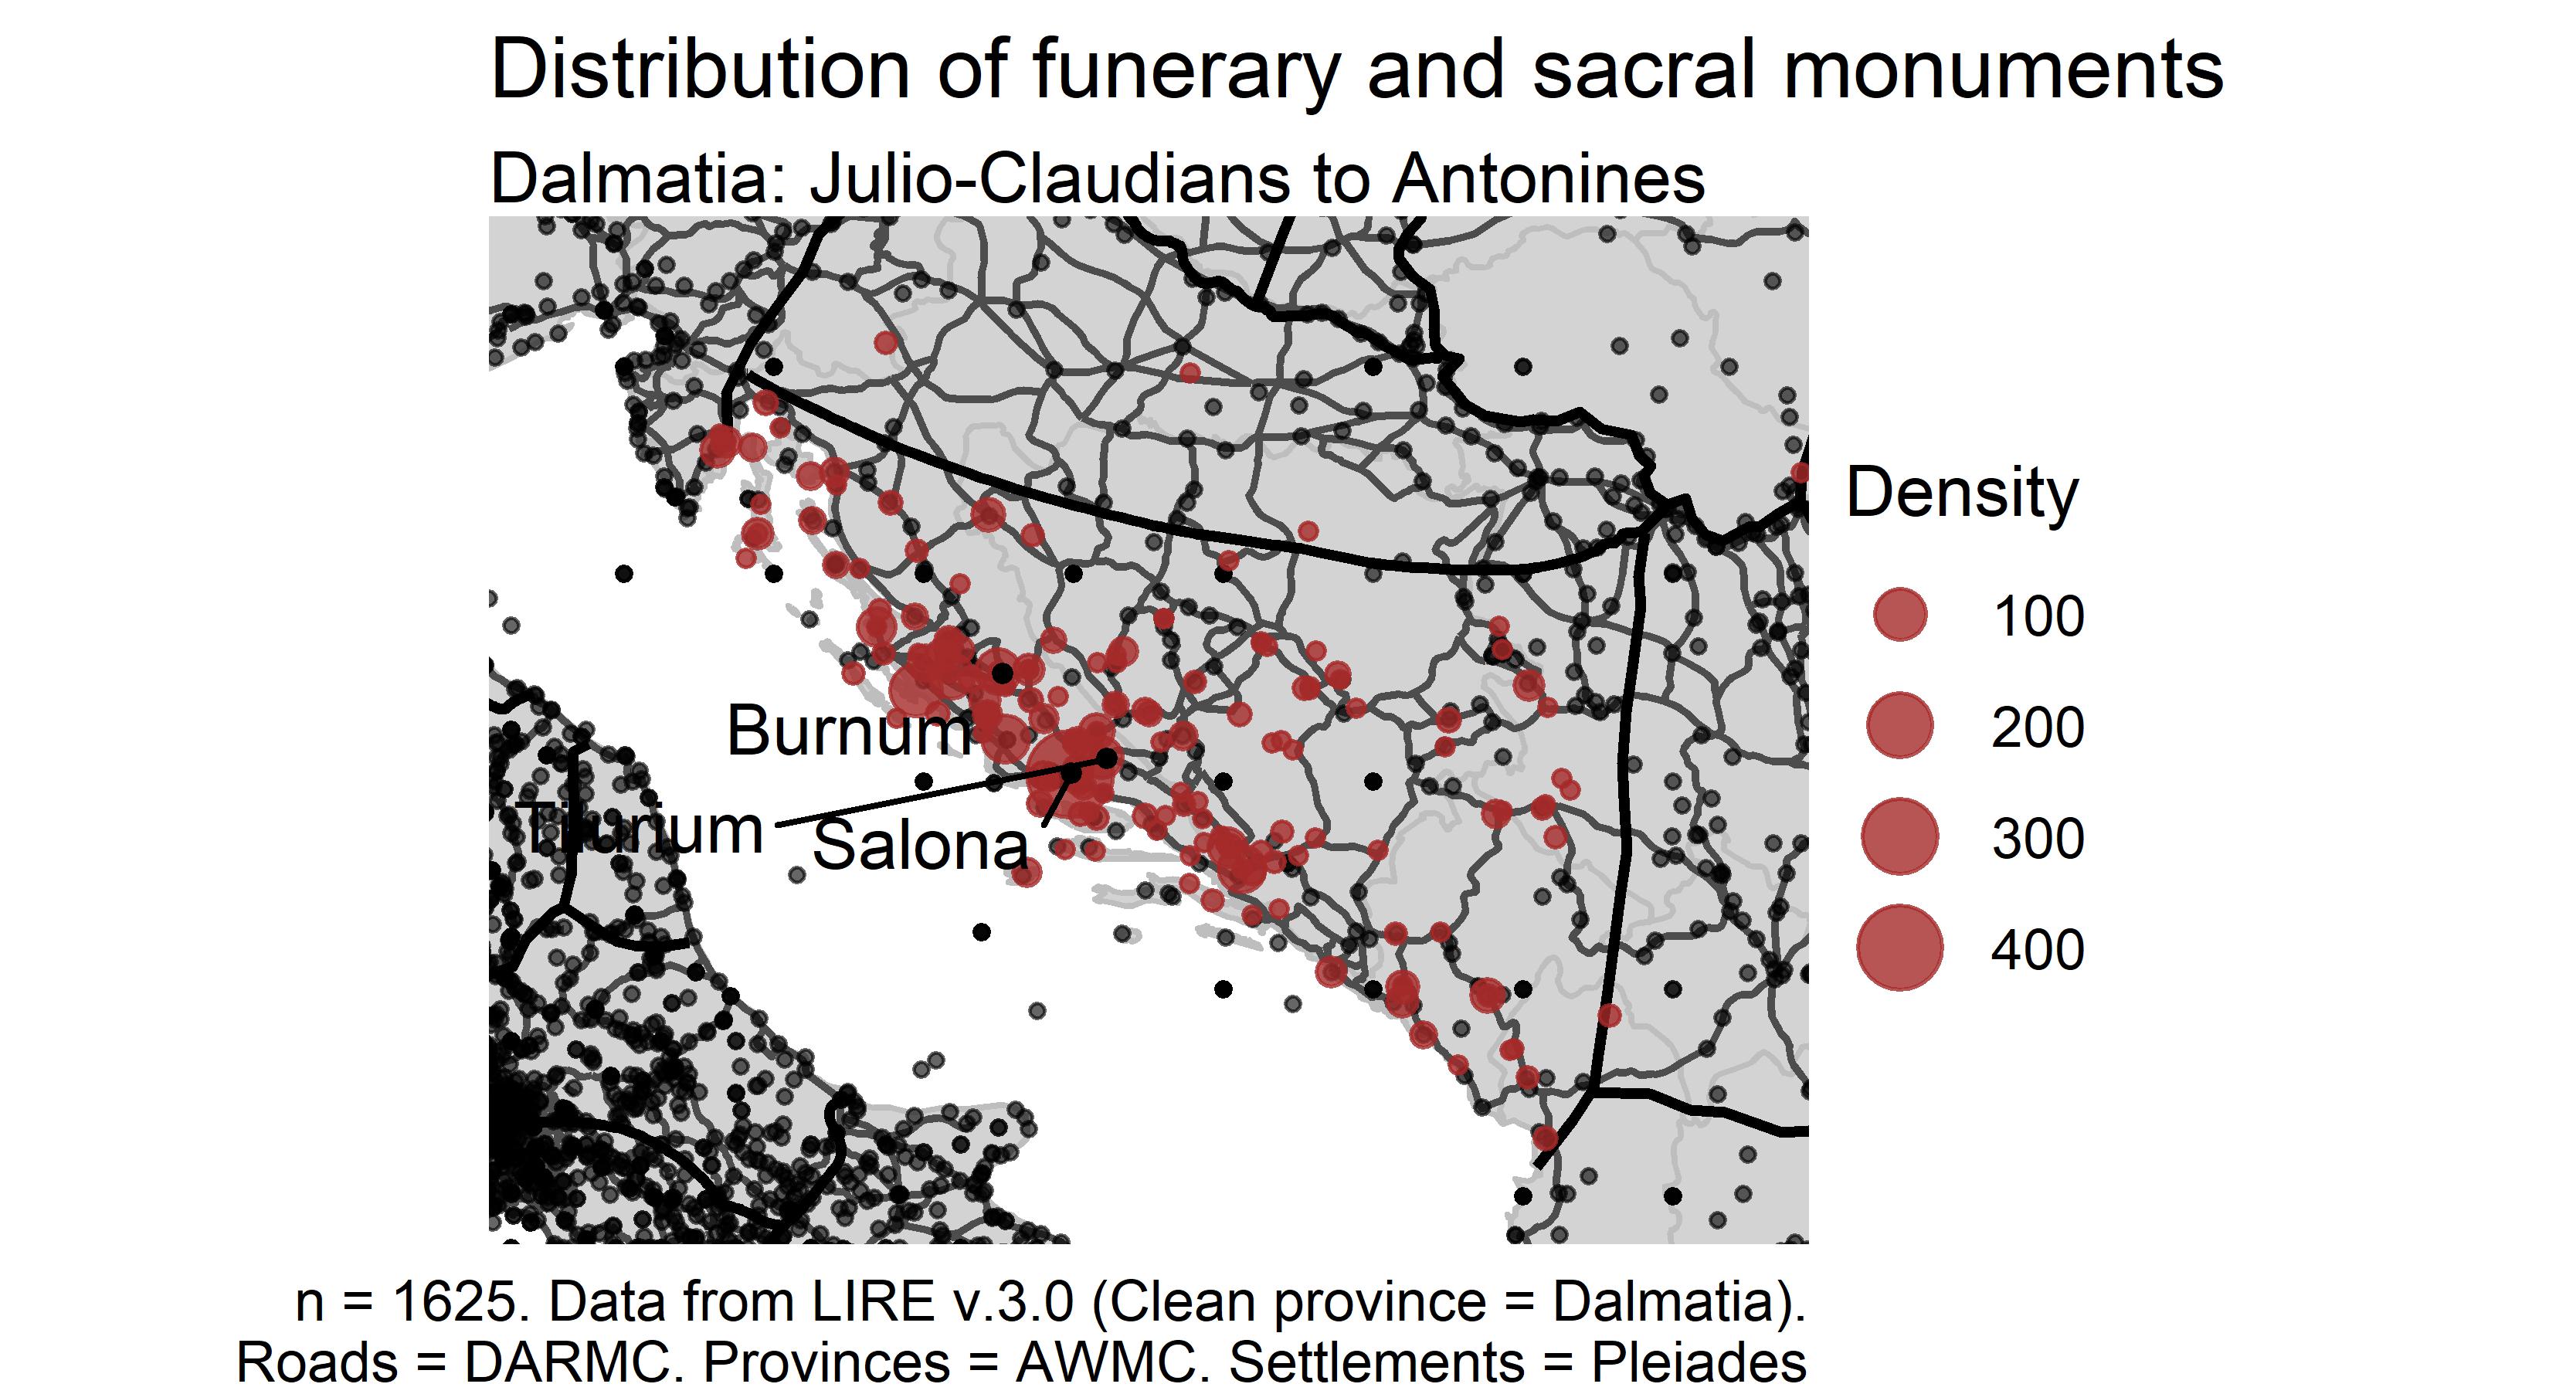 Distribution of funerary and sacral monuments
Dalmatia: Julio-Claudians to Antonines
Burnum
Tilurium
Salona
Density
100
200
300
400
n = 1625. Data from LIRE v.3.0 (Clean province = Dalmatia).
Roads = DARMC. Provinces = AWMC. Settlements = Pleiades